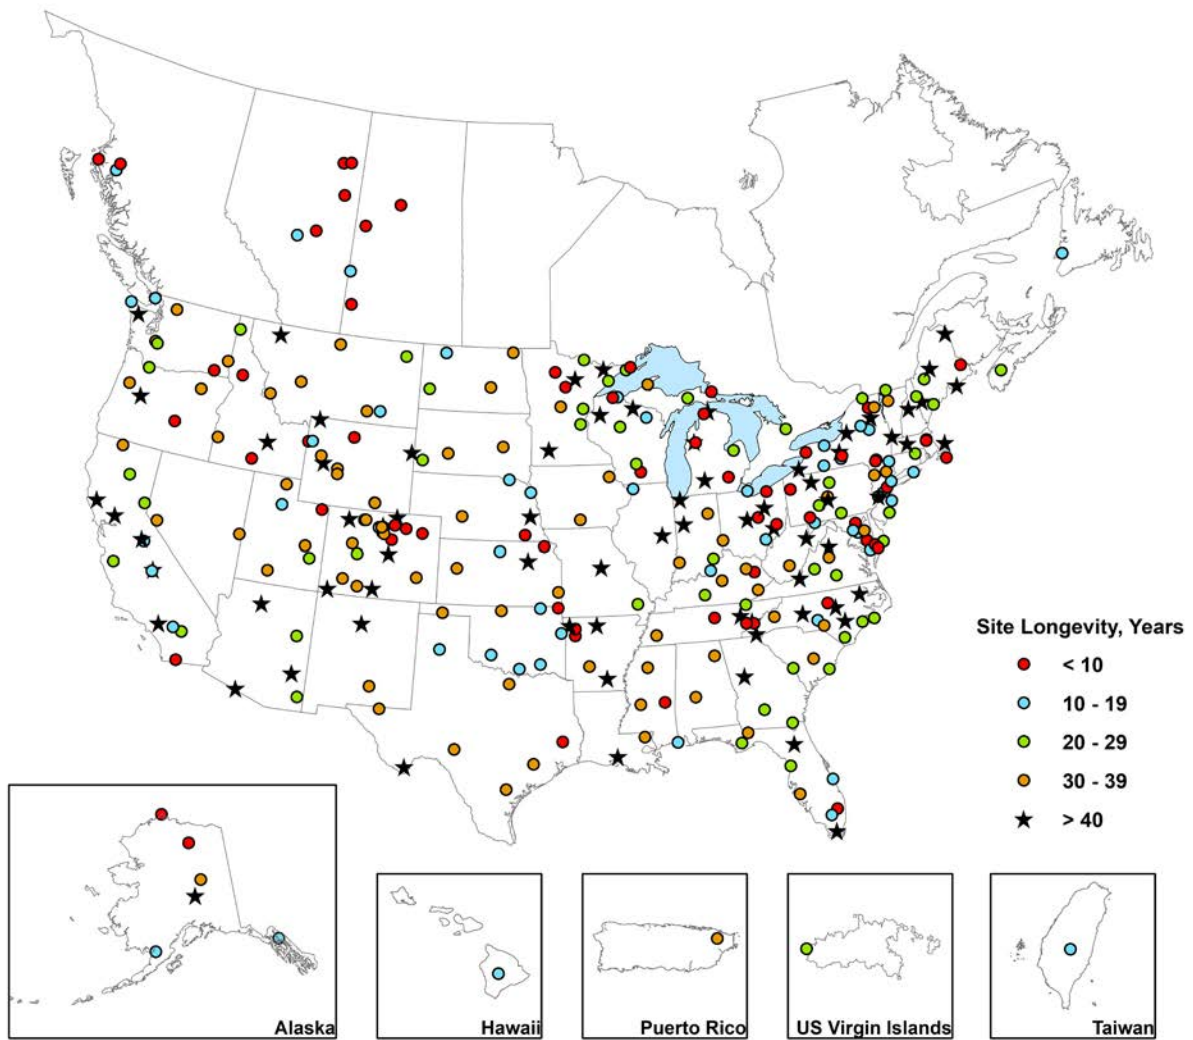 Site Longevity, Years
< 10
10 - 19
20 - 29
30 - 39
> 40
Alaska
Hawaii
Puerto Rico
US Virgin Islands
Taiwan